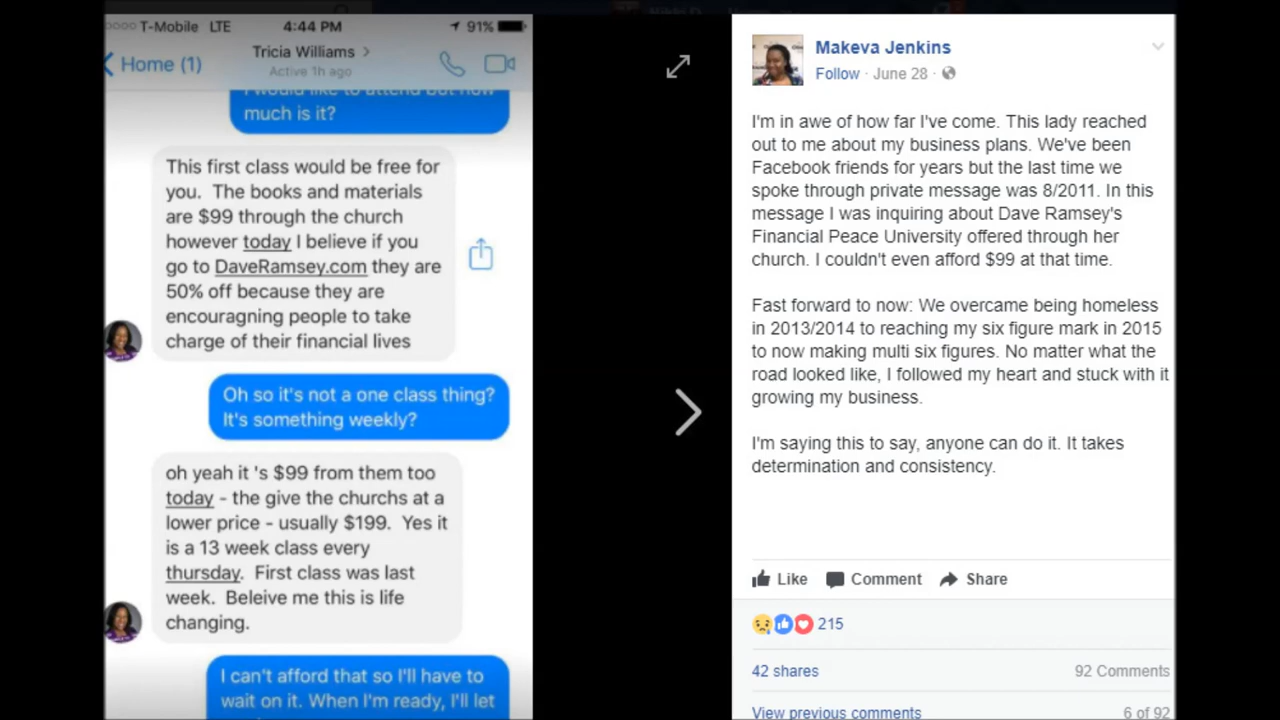 T-Mobile LTE 4:44 PM 91%
Home (1)
Tricia Williams
Active 1h ago
I would like to attend but how
much is it?
This first class would be free for
you. The books and materials
are $99 through the church
however today I believe if you
go to DaveRamsey.com they are
50% off because they are
encouragning people to take
charge of their financial lives
Oh so it's not a one class thing?
It's something weekly?
oh yeah it 's $99 from them too
today - the give the churchs at a
lower price - usually $199. Yes it
is a 13 week class every
thursday. First class was last
week. Beleive me this is life
changing.
I can't afford that so I'll have to
wait on it. When I'm ready, I'll let
Makeva Jenkins
Follow · June 28 ·
I'm in awe of how far I've come. This lady reached
out to me about my business plans. We've been
Facebook friends for years but the last time we
spoke through private message was 8/2011. In this
message I was inquiring about Dave Ramsey's
Financial Peace University offered through her
church. I couldn't even afford $99 at that time.
Fast forward to now: We overcame being homeless
in 2013/2014 to reaching my six figure mark in 2015
to now making multi six figures. No matter what the
road looked like, I followed my heart and stuck with it
growing my business.
I'm saying this to say, anyone can do it. It takes
determination and consistency.
Like Comment Share
215
42 shares 92 Comments
View previous comments 6 of 92